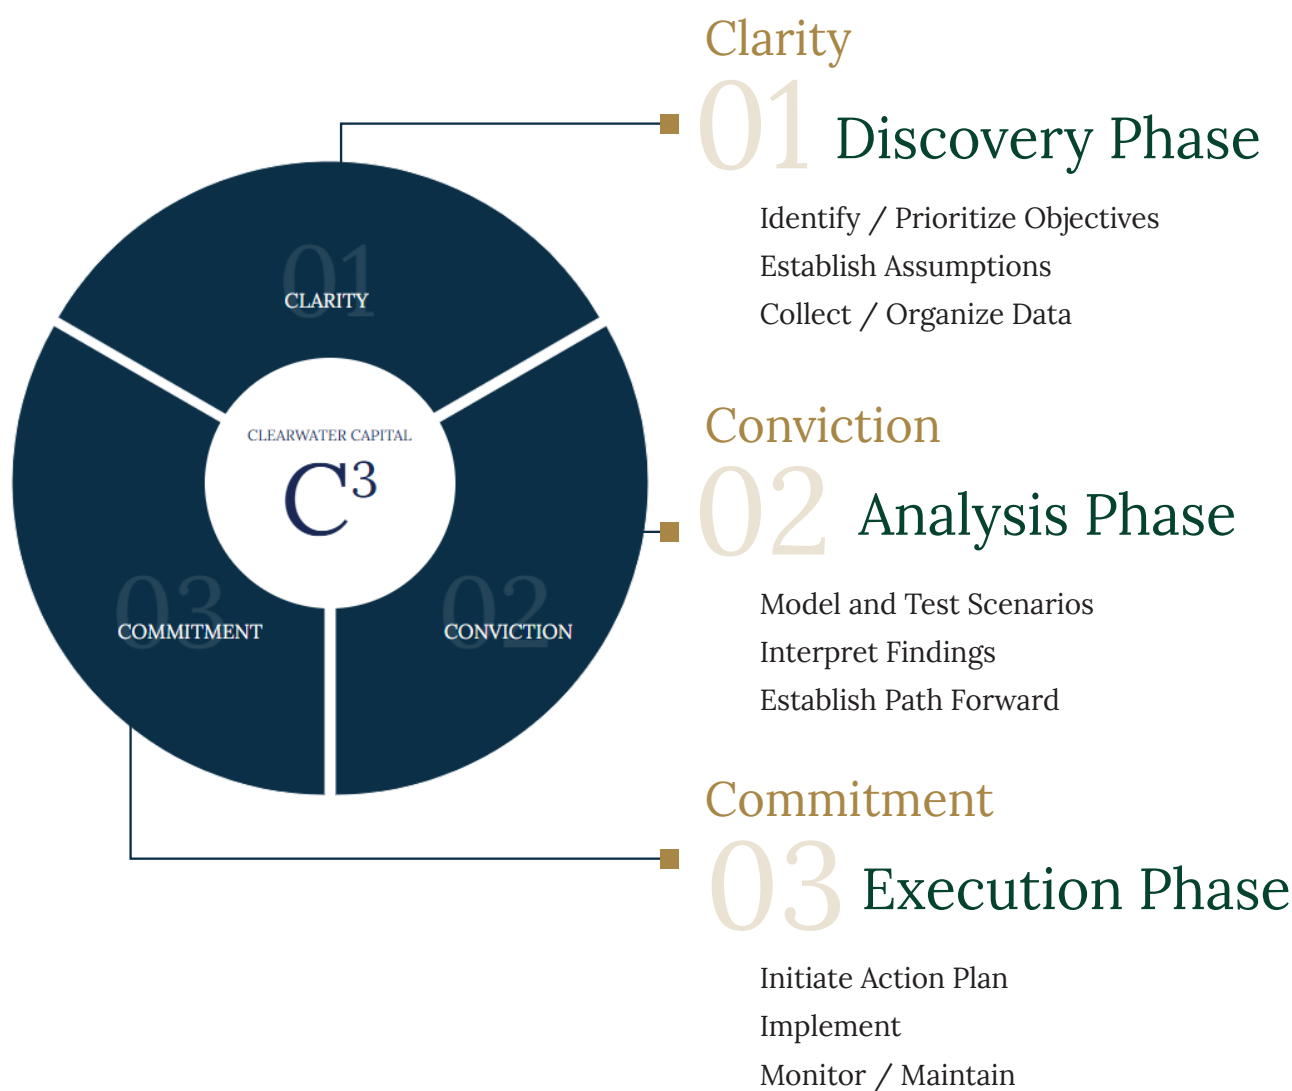 Clarity
01 Discovery Phase
Identify / Prioritize Objectives
Establish Assumptions
Collect / Organize Data
Conviction
02 Analysis Phase
Model and Test Scenarios
Interpret Findings
Establish Path Forward
Commitment
03 Execution Phase
Initiate Action Plan
Implement
Monitor / Maintain
01
CLARITY
CLEARWATER CAPITAL
C³
03
COMMITMENT
02
CONVICTION